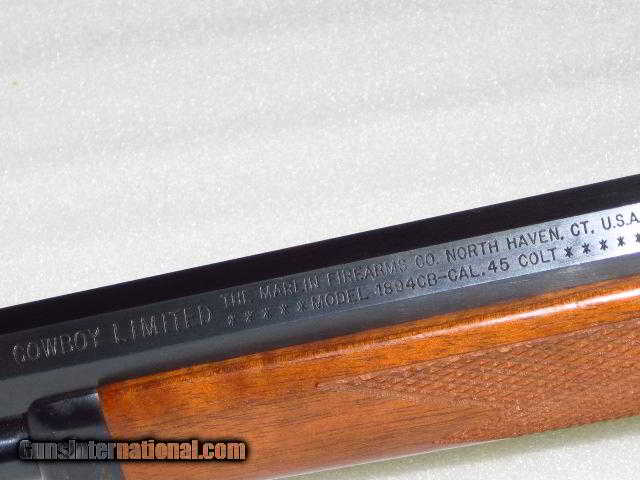 COWBOY LIMITED
THE MARLIN FIREARMS CO. NORTH HAVEN, CT. U.S.A.
*****MODEL 1894CB-CAL. 45 COLT *****
GunsInternational.com